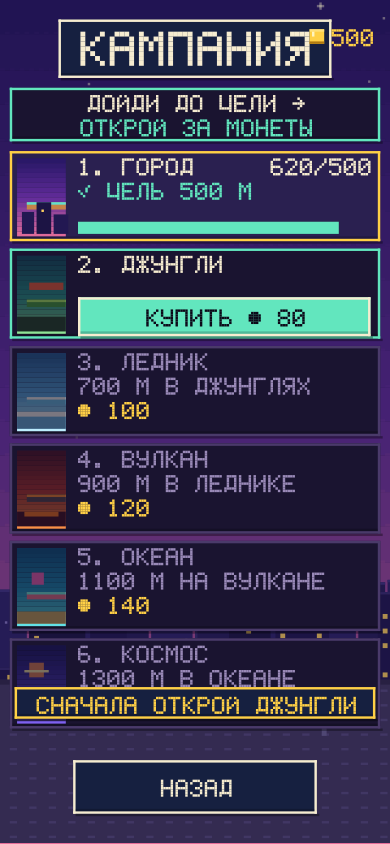 КАМПАНИЯ
500
ДОЙДИ ДО ЦЕЛИ →
ОТКРОЙ ЗА МОНЕТЫ
1. ГОРОД 620/500
✓ ЦЕЛЬ 500 М
2. ДЖУНГЛИ
КУПИТЬ ● 80
3. ЛЕДНИК
700 М В ДЖУНГЛЯХ
● 100
4. ВУЛКАН
900 М В ЛЕДНИКЕ
● 120
5. ОКЕАН
1100 М НА ВУЛКАНЕ
● 140
6. КОСМОС
1300 М В ОКЕАНЕ
СНАЧАЛА ОТКРОЙ ДЖУНГЛИ
НАЗАД